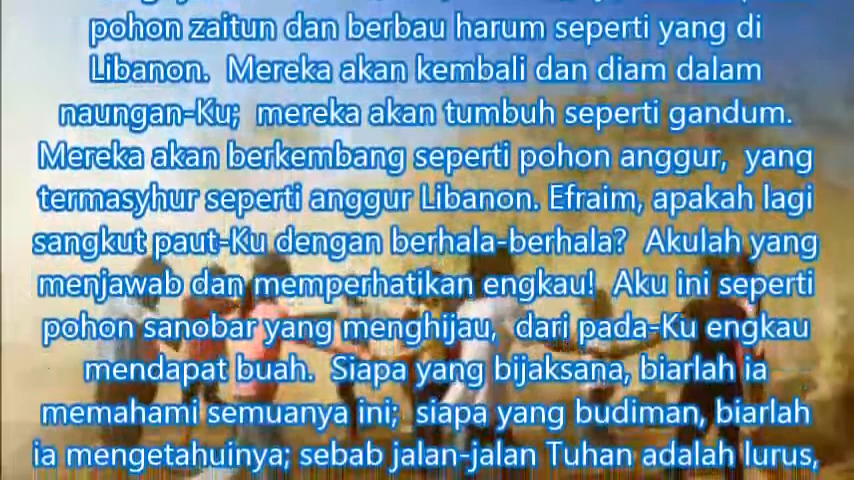 pohon zaitun dan berbau harum seperti yang di
Libanon. Mereka akan kembali dan diam dalam
naungan-Ku; mereka akan tumbuh seperti gandum.
Mereka akan berkembang seperti pohon anggur, yang
termasyhur seperti anggur Libanon. Efraim, apakah lagi
sangkut paut-Ku dengan berhala-berhala? Akulah yang
menjawab dan memperhatikan engkau! Aku ini seperti
pohon sanobar yang menghijau, dari pada-Ku engkau
mendapat buah. Siapa yang bijaksana, biarlah ia
memahami semuanya ini; siapa yang budiman, biarlah
ia mengetahuinya; sebab jalan-jalan Tuhan adalah lurus,